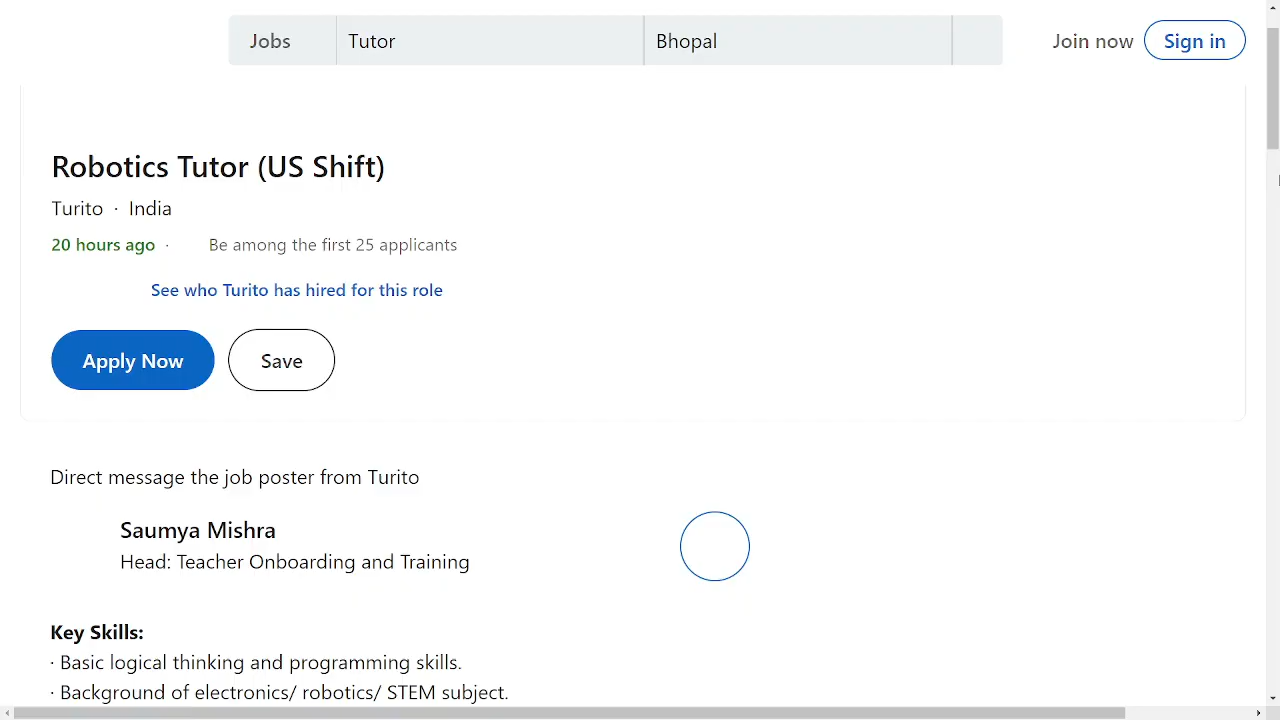 Jobs Tutor Bhopal Join now Sign in
Robotics Tutor (US Shift)
Turito · India
20 hours ago · Be among the first 25 applicants
See who Turito has hired for this role
Apply Now Save
Direct message the job poster from Turito
Saumya Mishra
Head: Teacher Onboarding and Training
Key Skills:
· Basic logical thinking and programming skills.
· Background of electronics/ robotics/ STEM subject.